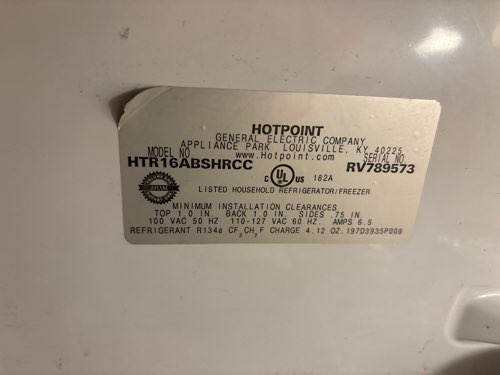 HOTPOINT
GENERAL ELECTRIC COMPANY
APPLIANCE PARK LOUISVILLE, KY 40225
MODEL NO www.Hotpoint.com SERIAL NO
HTR16ABSHRCC RV789573
C UL US 182A
LISTED HOUSEHOLD REFRIGERATOR/FREEZER
AHAM
MINIMUM INSTALLATION CLEARANCES
TOP 1.0 IN. BACK 1.0 IN. SIDES .75 IN.
100 VAC 50 HZ 110-127 VAC 60 HZ. AMPS 6.5
REFRIGERANT R134a CF3CH2F CHARGE 4.12 OZ. 197D3935P008